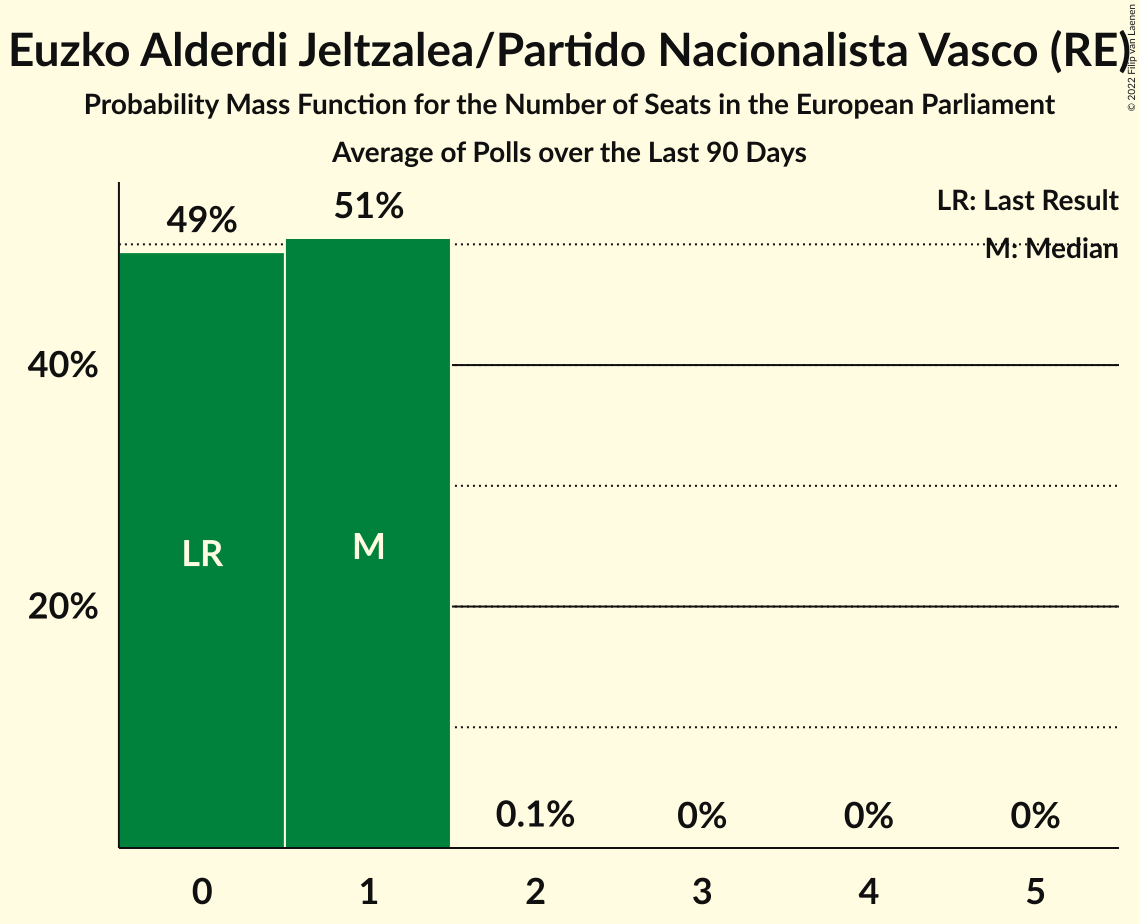 Euzko Alderdi Jeltzalea/Partido Nacionalista Vasco (RE)
Probability Mass Function for the Number of Seats in the European Parliament
Average of Polls over the Last 90 Days
© 2022 Filip van Laenen
LR: Last Result
M: Median
49%
51%
40%
20%
LR
M
0.1%
0%
0%
0%
0
1
2
3
4
5